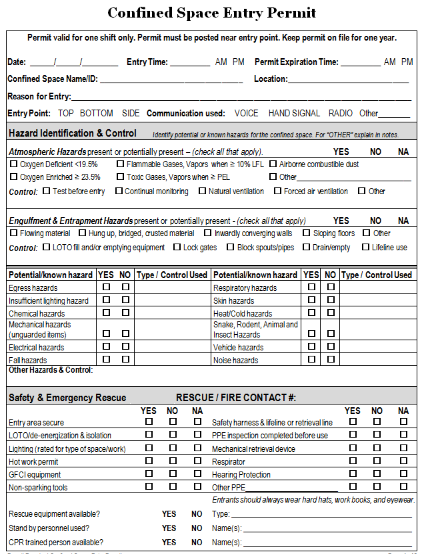 Confined Space Entry Permit
Permit valid for one shift only. Permit must be posted near entry point. Keep permit on file for one year.
Date: ____/____/____ Entry Time: ________ AM PM Permit Expiration Time: ________ AM PM
Confined Space Name/ID: ________ Location: ________
Reason for Entry: ________
Entry Point: TOP BOTTOM SIDE Communication used: VOICE HAND SIGNAL RADIO Other________
Hazard Identification & Control Identify potential or known hazards for the confined space. For "OTHER" explain in notes.
Atmospheric Hazards present or potentially present – (check all that apply). YES NO NA
☐ Oxygen Deficient <19.5% ☐ Flammable Gases, Vapors when ≥ 10% LFL ☐ Airborne combustible dust
☐ Oxygen Enriched ≥ 23.5% ☐ Toxic Gases, Vapors when ≥ PEL ☐ Other________
Control: ☐ Test before entry ☐ Continual monitoring ☐ Natural ventilation ☐ Forced air ventilation ☐ Other
Engulfment & Entrapment Hazards present or potentially present - (check all that apply) YES NO NA
☐ Flowing material ☐ Hung up, bridged, crusted material ☐ Inwardly converging walls ☐ Sloping floors ☐ Other
Control: ☐ LOTO fill and/or emptying equipment ☐ Lock gates ☐ Block spouts/pipes ☐ Drain/empty ☐ Lifeline use
Potential/known hazard YES NO Type / Control Used Potential/known hazard YES NO Type / Control Used
Egress hazards ☐ ☐ Respiratory hazards ☐ ☐
Insufficient lighting hazard ☐ ☐ Skin hazards ☐ ☐
Chemical hazards ☐ ☐ Heat/Cold hazards ☐ ☐
Mechanical hazards Snake, Rodent, Animal and
(unguarded items) ☐ ☐ Insect Hazards ☐ ☐
Electrical hazards ☐ ☐ Vehicle hazards ☐ ☐
Fall hazards ☐ ☐ Noise hazards ☐ ☐
Other Hazards & Control:
Safety & Emergency Rescue RESCUE / FIRE CONTACT #:
YES NO NA YES NO NA
Entry area secure ☐ ☐ ☐ Safety harness & lifeline or retrieval line ☐ ☐ ☐
LOTO/de-energization & isolation ☐ ☐ ☐ PPE inspection completed before use ☐ ☐ ☐
Lighting (rated for type of space/work) ☐ ☐ ☐ Mechanical retrieval device ☐ ☐ ☐
Hot work permit ☐ ☐ ☐ Respirator ☐ ☐ ☐
GFCI equipment ☐ ☐ ☐ Hearing Protection ☐ ☐ ☐
Non-sparking tools ☐ ☐ ☐ Other PPE________ ☐ ☐ ☐
Entrants should always wear hard hats, work books, and eyewear.
Rescue equipment available? YES NO Type: ________
Stand by personnel used? YES NO Name(s): ________
CPR trained person available? YES NO Name(s): ________